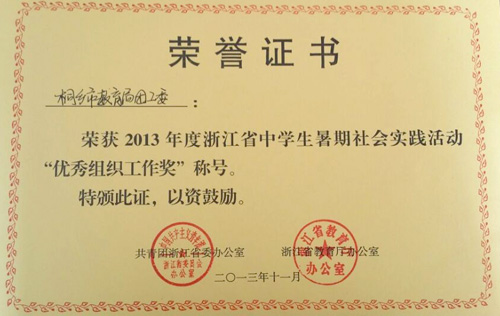 荣誉证书
桐乡市教育局团工委：
荣获2013年度浙江省中学生暑期社会实践活动
“优秀组织工作奖”称号。
特颁此证，以资鼓励。
共青团浙江省委办公室 浙江省教育厅办公室
二〇一三年十一月